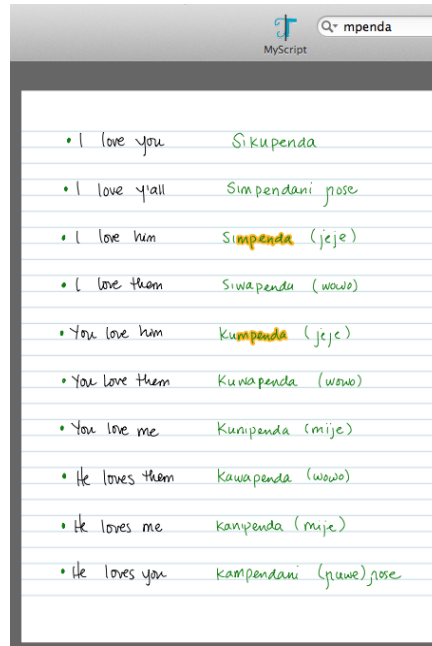 mpenda
MyScript
• I love you Sikupenda
• I love y'all Simpendani nose
• I love him Simpenda (jeje)
• I love them Siwapenda (wowo)
• You love him Kumpenda (jeje)
• You Love them Kuwapenda (wowo)
• You love me Kunipenda (mije)
• He loves them Kawapenda (wowo)
• He loves me kanipenda (mije)
• He loves you kampendani (nuwe) nose